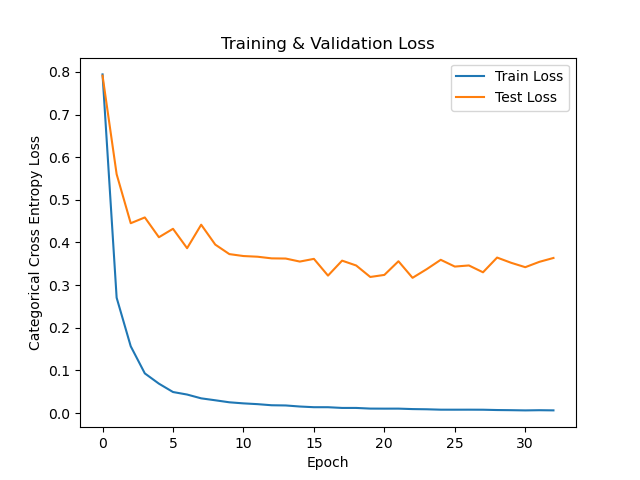 Training & Validation Loss
Train Loss
Test Loss
Categorical Cross Entropy Loss
0.8
0.7
0.6
0.5
0.4
0.3
0.2
0.1
0.0
0 5 10 15 20 25 30
Epoch